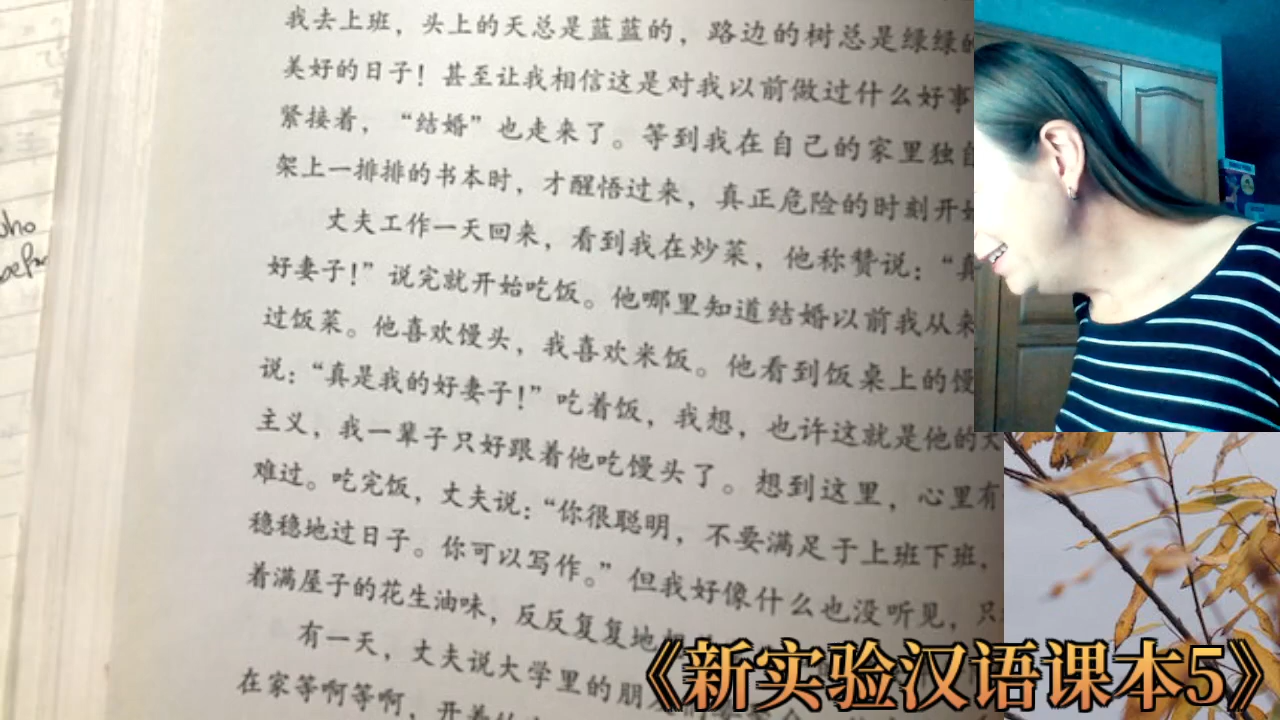 我去上班，头上的天总是蓝蓝的，路边的树总是绿绿的
美好的日子！甚至让我相信这是对我以前做过什么好事
紧接着，“结婚”也走来了。等到我在自己的家里独自
架上一排排的书本时，才醒悟过来，真正危险的时刻开始
丈夫工作一天回来，看到我在炒菜，他称赞说：“真
好妻子！”说完就开始吃饭。他哪里知道结婚以前我从来
过饭菜。他喜欢馒头，我喜欢米饭。他看到饭桌上的馒
说：“真是我的好妻子！”吃着饭，我想，也许这就是他的大
主义，我一辈子只好跟着他吃馒头了。想到这里，心里有
难过。吃完饭，丈夫说：“你很聪明，不要满足于上班下班，
稳稳地过日子。你可以写作。”但我好像什么也没听见，只
着满屋子的花生油味，反反复复地
有一天，丈夫说大学里的朋
在家等啊等啊，开着
《新实验汉语课本5》
who